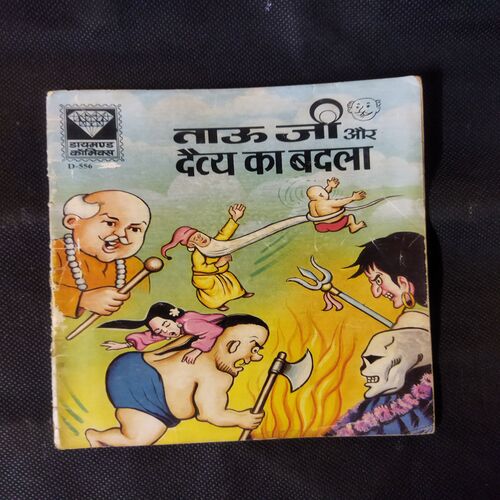 डायमण्ड
कॉमिक्स
D-556
ताऊ जी और
दैत्य का बदला